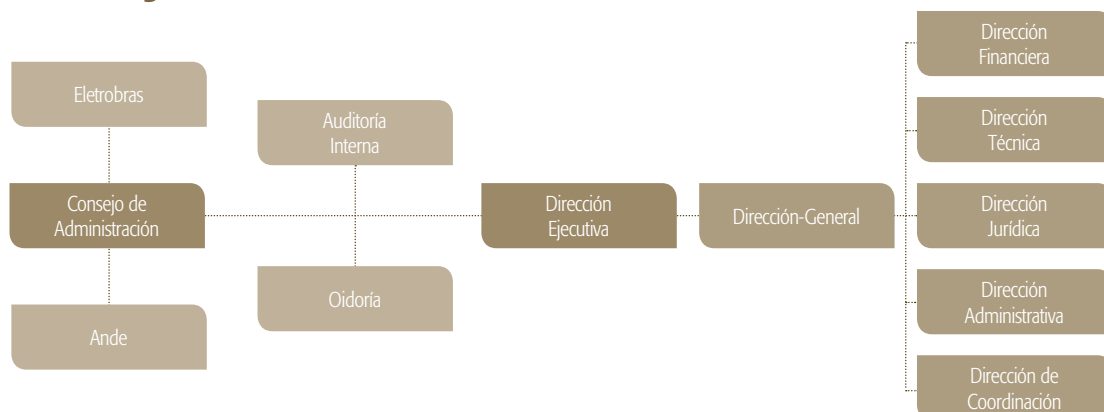 Eletrobras
Consejo de
Administración
Ande
Auditoría
Interna
Oidoría
Dirección
Ejecutiva
Dirección-General
Dirección
Financiera
Dirección
Técnica
Dirección
Jurídica
Dirección
Administrativa
Dirección de
Coordinación